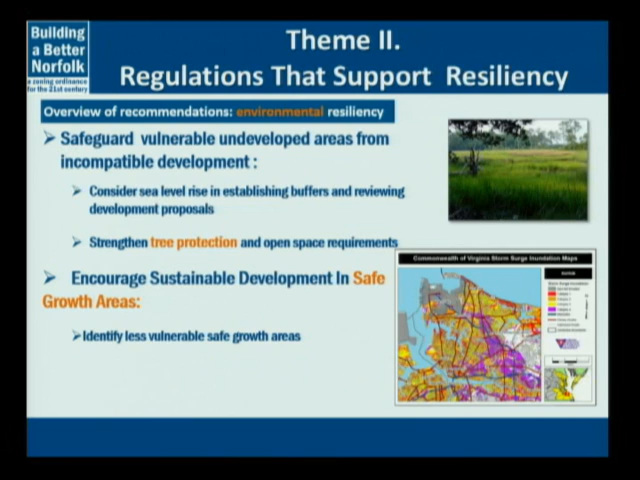 Building
a Better
Norfolk
a zoning ordinance
for the 21st century
Theme II.
Regulations That Support Resiliency
Overview of recommendations: environmental resiliency
➢ Safeguard vulnerable undeveloped areas from
incompatible development :
➢ Consider sea level rise in establishing buffers and reviewing
development proposals
➢ Strengthen tree protection and open space requirements
➢ Encourage Sustainable Development In Safe
Growth Areas:
➢Identify less vulnerable safe growth areas
Commonwealth of Virginia Storm Surge Inundation Maps